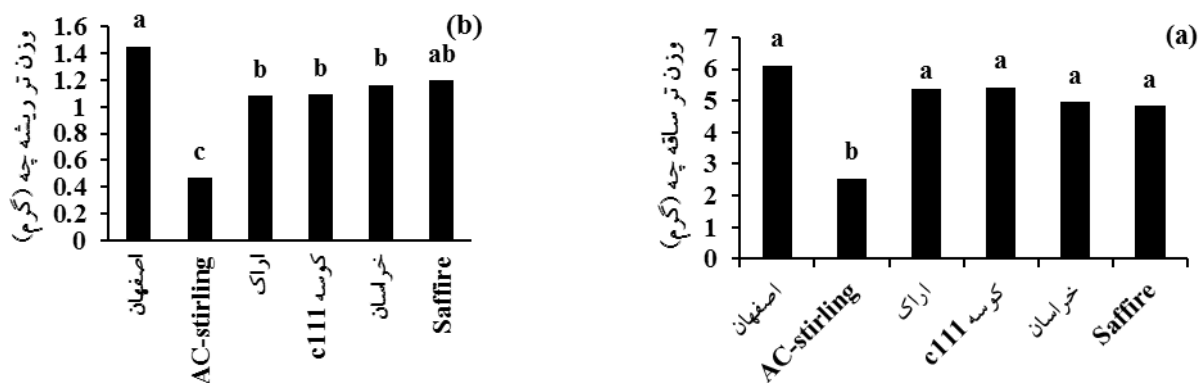 (b)
وزن تر ریشه چه (گرم)
1.6
1.4
1.2
1
0.8
0.6
0.4
0.2
0
a
c
b
b
b
ab
اصفهان
AC-stirling
اراک
کوسه c111
خراسان
Saffire
(a)
وزن تر ساقه چه (گرم)
7
6
5
4
3
2
1
0
a
b
a
a
a
a
اصفهان
AC-stirling
اراک
کوسه c111
خراسان
Saffire